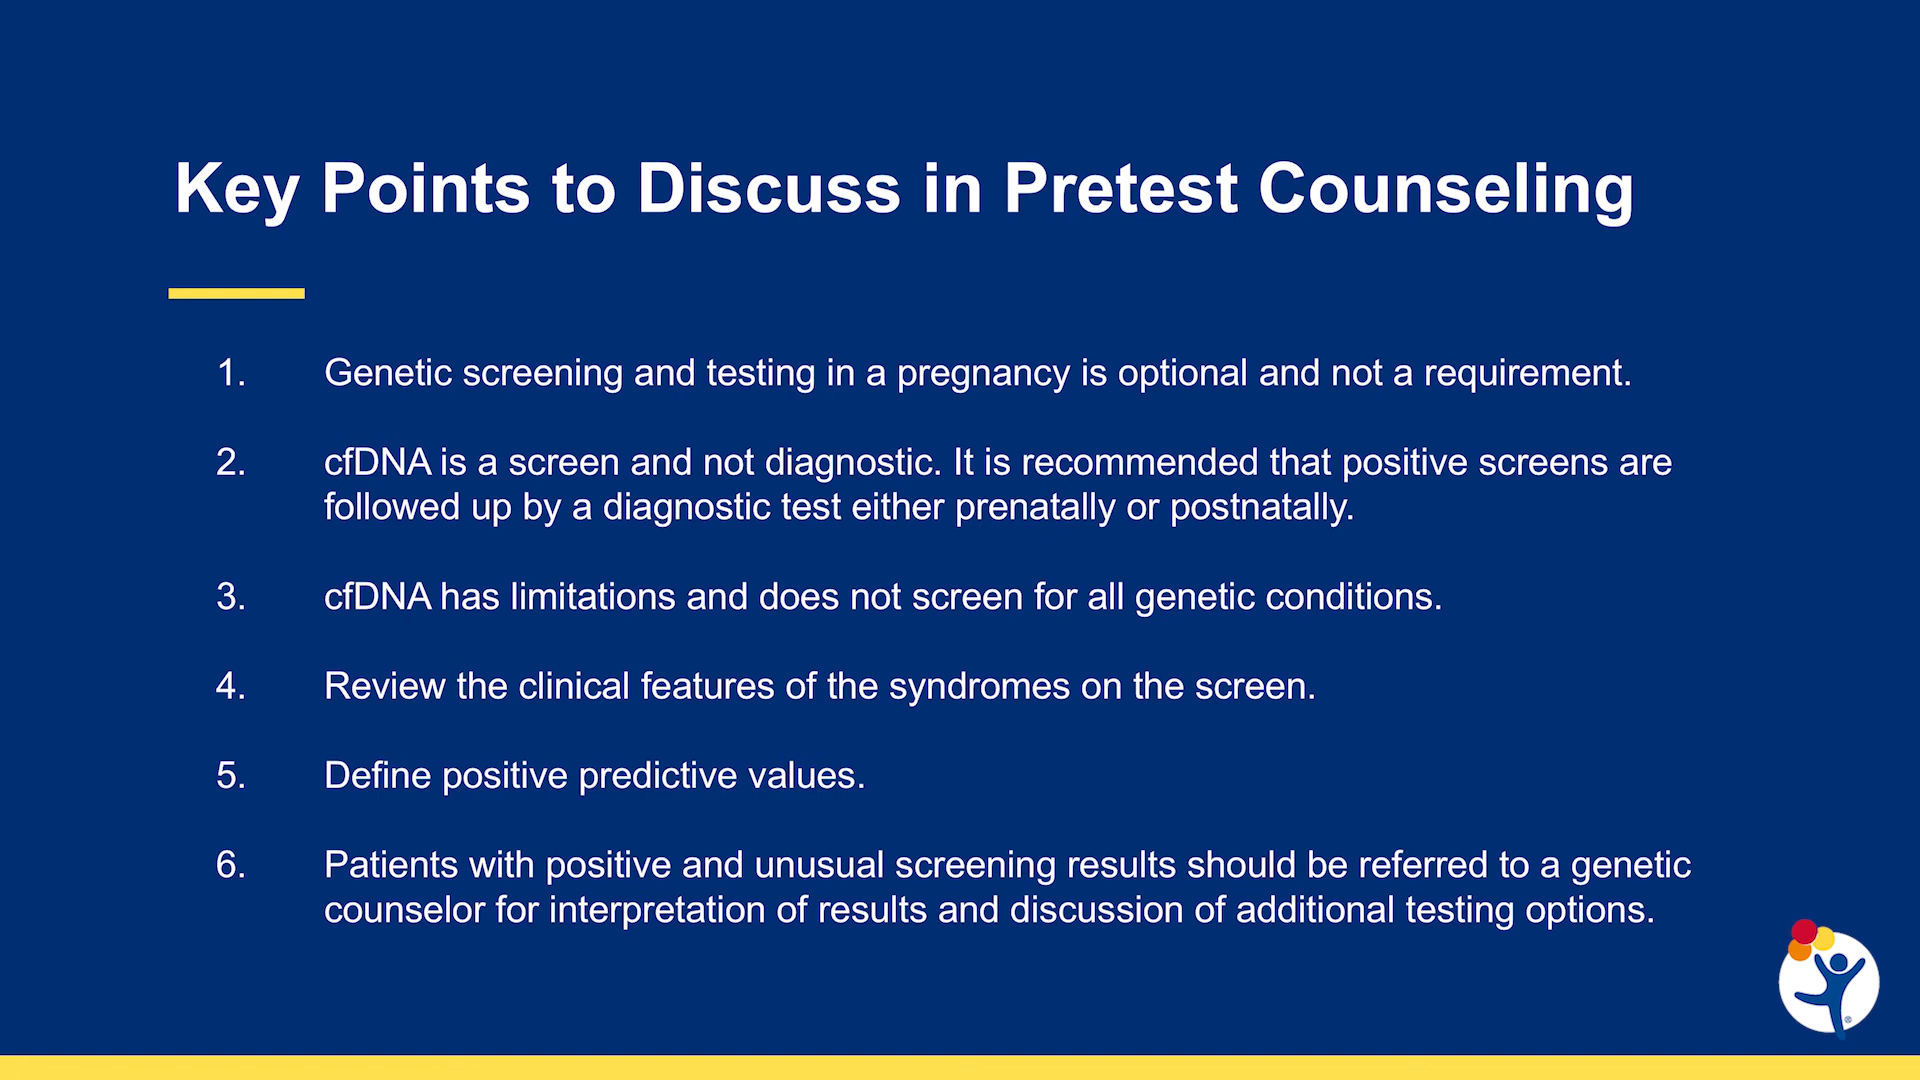 Key Points to Discuss in Pretest Counseling
1. Genetic screening and testing in a pregnancy is optional and not a requirement.
2. cfDNA is a screen and not diagnostic. It is recommended that positive screens are
followed up by a diagnostic test either prenatally or postnatally.
3. cfDNA has limitations and does not screen for all genetic conditions.
4. Review the clinical features of the syndromes on the screen.
5. Define positive predictive values.
6. Patients with positive and unusual screening results should be referred to a genetic
counselor for interpretation of results and discussion of additional testing options.
®